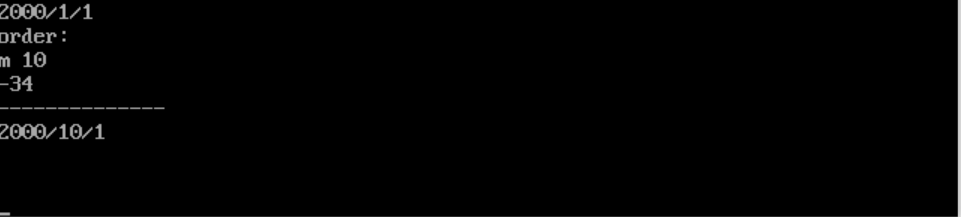 2000/1/1
order:
m 10
-34
--------------
2000/10/1